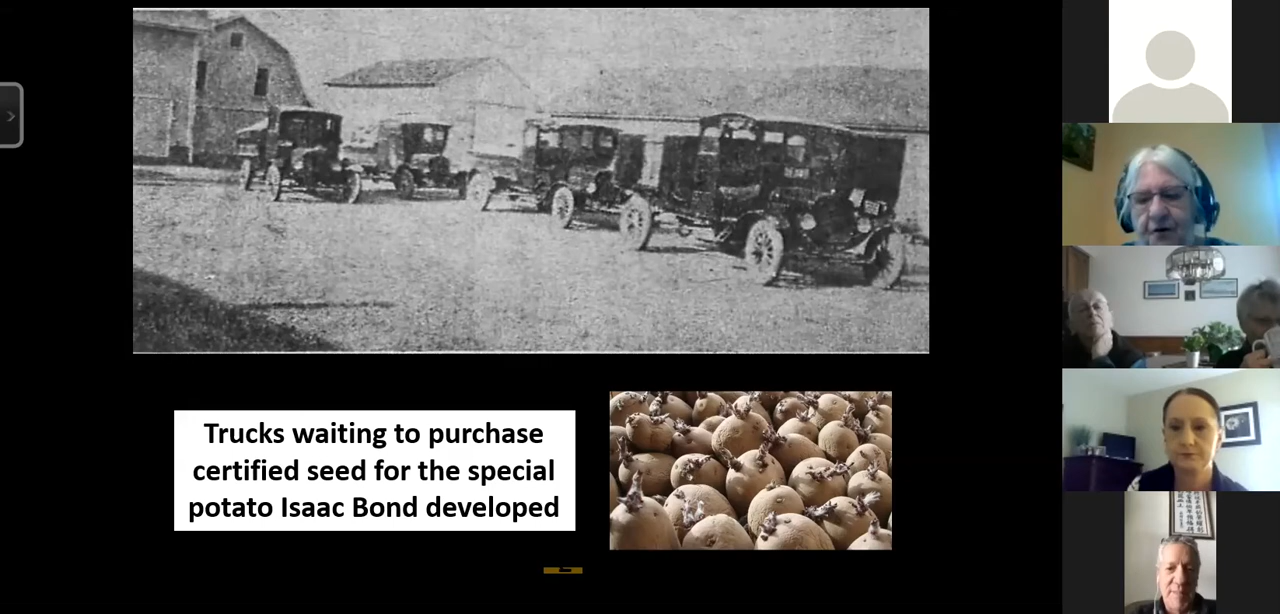 Trucks waiting to purchase
certified seed for the special
potato Isaac Bond developed